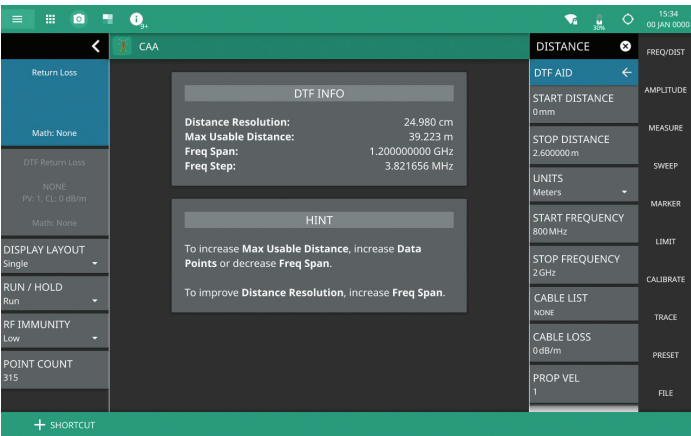 9+
30%
15:34
00 JAN 0000
CAA
Return Loss
Math: None
DTF Return Loss
NONE
PV: 1, CL: 0 dB/m
Math: None
DISPLAY LAYOUT
Single
RUN / HOLD
Run
RF IMMUNITY
Low
POINT COUNT
315
+ SHORTCUT
DTF INFO
Distance Resolution: 24.980 cm
Max Usable Distance: 39.223 m
Freq Span: 1.200000000 GHz
Freq Step: 3.821656 MHz
HINT
To increase Max Usable Distance, increase Data
Points or decrease Freq Span.
To improve Distance Resolution, increase Freq Span.
DISTANCE
DTF AID
START DISTANCE
0 mm
STOP DISTANCE
2.600000 m
UNITS
Meters
START FREQUENCY
800 MHz
STOP FREQUENCY
2 GHz
CABLE LIST
NONE
CABLE LOSS
0 dB/m
PROP VEL
1
FREQ/DIST
AMPLITUDE
MEASURE
SWEEP
MARKER
LIMIT
CALIBRATE
TRACE
PRESET
FILE